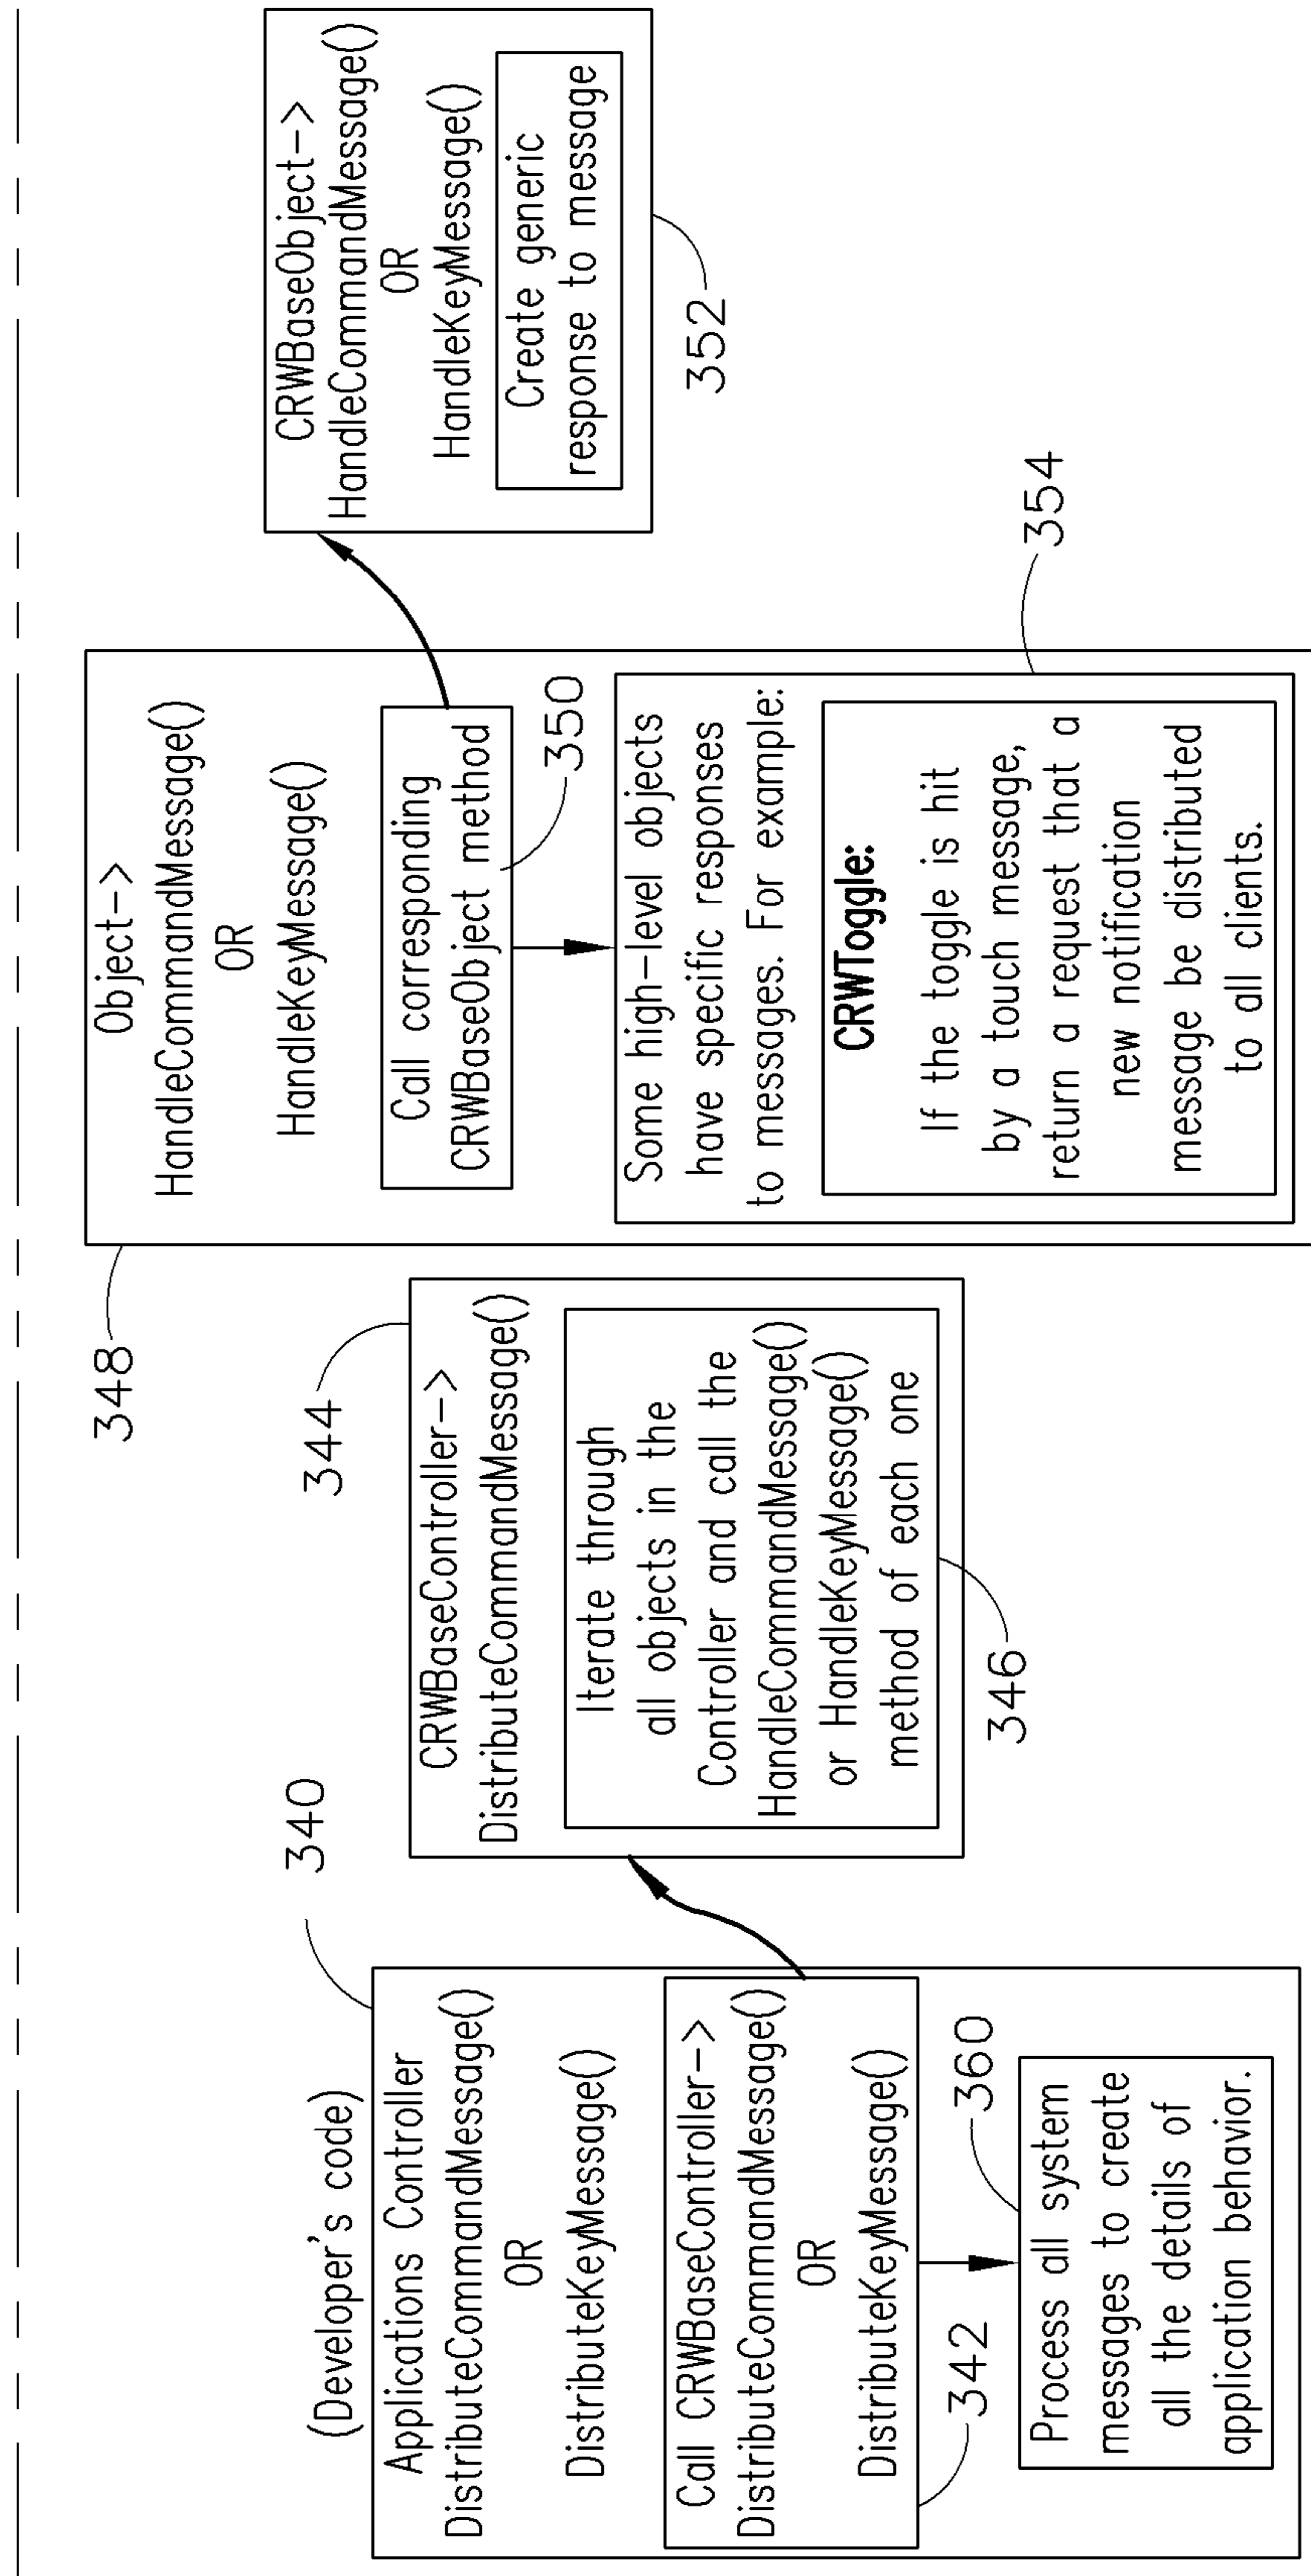 (Developer's code)
340
Applications Controller
DistributeCommandMessage()
OR
DistributeKeyMessage()
Call CRWBaseController->
DistributeCommandMessage()
OR
DistributeKeyMessage()
342
360
Process all system
messages to create
all the details of
application behavior.
344
CRWBaseController->
DistributeCommandMessage()
Iterate through
all objects in the
Controller and call the
HandleCommandMessage()
or HandleKeyMessage()
method of each one
346
348
Object->
HandleCommandMessage()
OR
HandleKeyMessage()
Call corresponding
CRWBaseObject method
350
Some high-level objects
have specific responses
to messages. For example:
CRWToggle:
If the toggle is hit
by a touch message,
return a request that a
new notification
message be distributed
to all clients.
354
CRWBaseObject->
HandleCommandMessage()
OR
HandleKeyMessage()
Create generic
response to message
352